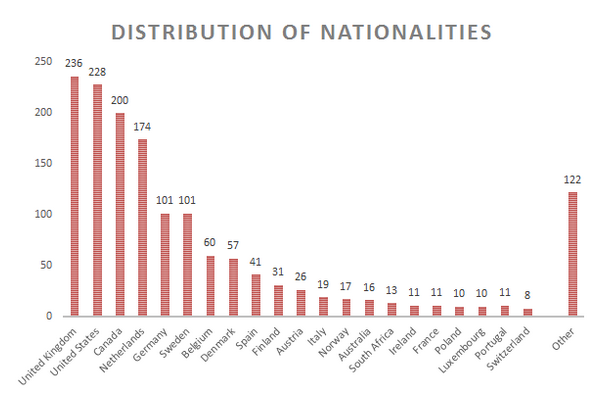 DISTRIBUTION OF NATIONALITIES
250
200
150
100
50
0
236
228
200
174
101
101
60
57
41
31
26
19
17
16
13
11
11
10
10
11
8
122
United Kingdom
United States
Canada
Netherlands
Germany
Sweden
Belgium
Denmark
Spain
Finland
Austria
Italy
Norway
Australia
South Africa
Ireland
France
Poland
Luxembourg
Portugal
Switzerland
Other